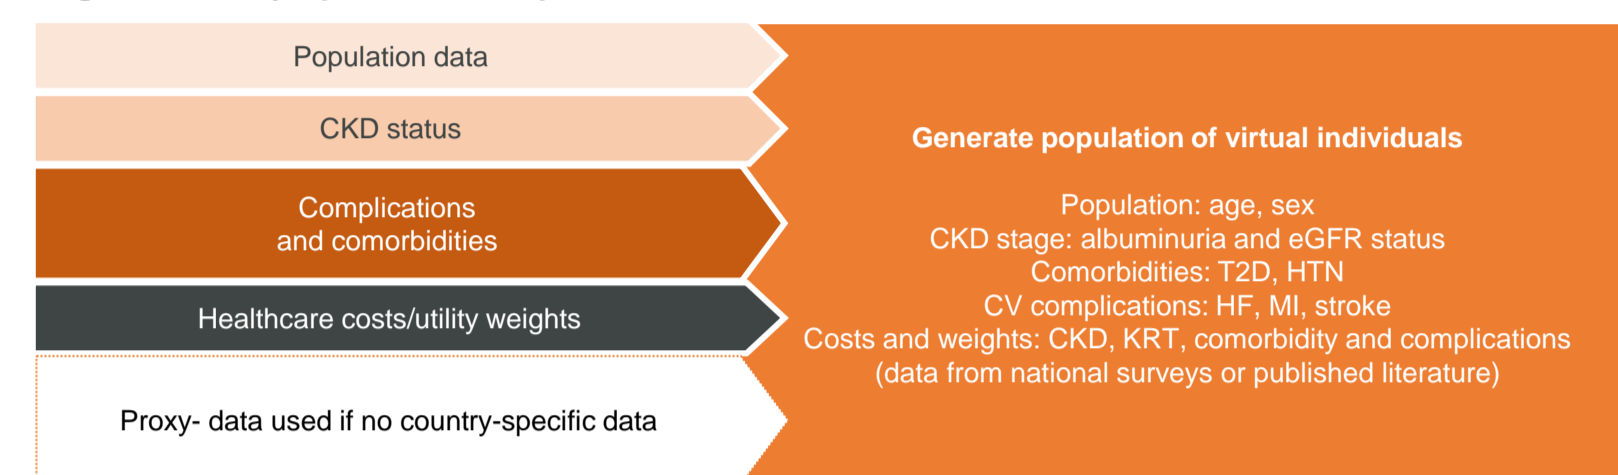 Population data
CKD status
Complications
and comorbidities
Healthcare costs/utility weights
Proxy- data used if no country-specific data
Generate population of virtual individuals
Population: age, sex
CKD stage: albuminuria and eGFR status
Comorbidities: T2D, HTN
CV complications: HF, MI, stroke
Costs and weights: CKD, KRT, comorbidity and complications
(data from national surveys or published literature)